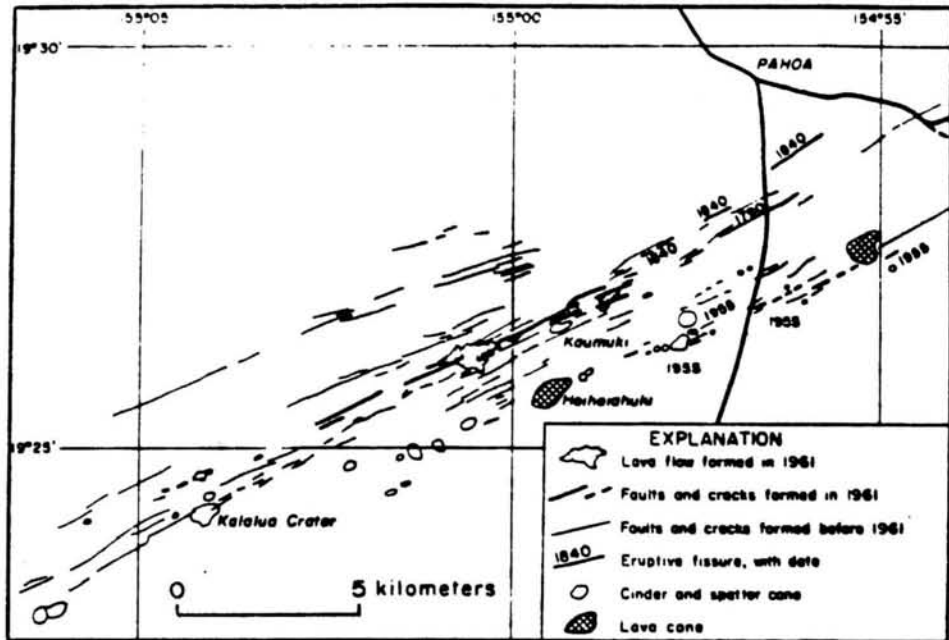 155°05' 155°00' 154°55'
19°30'
PAHOA
1840
1840
1790
1840
1955
1955
1955
1955
Kaumuki
Heiheiahulu
19°25'
Kalalua Crater
0 5 kilometers
EXPLANATION
Lava flow formed in 1961
Faults and cracks formed in 1961
Faults and cracks formed before 1961
1840
Eruptive fissure, with date
Cinder and spatter cone
Lava cone